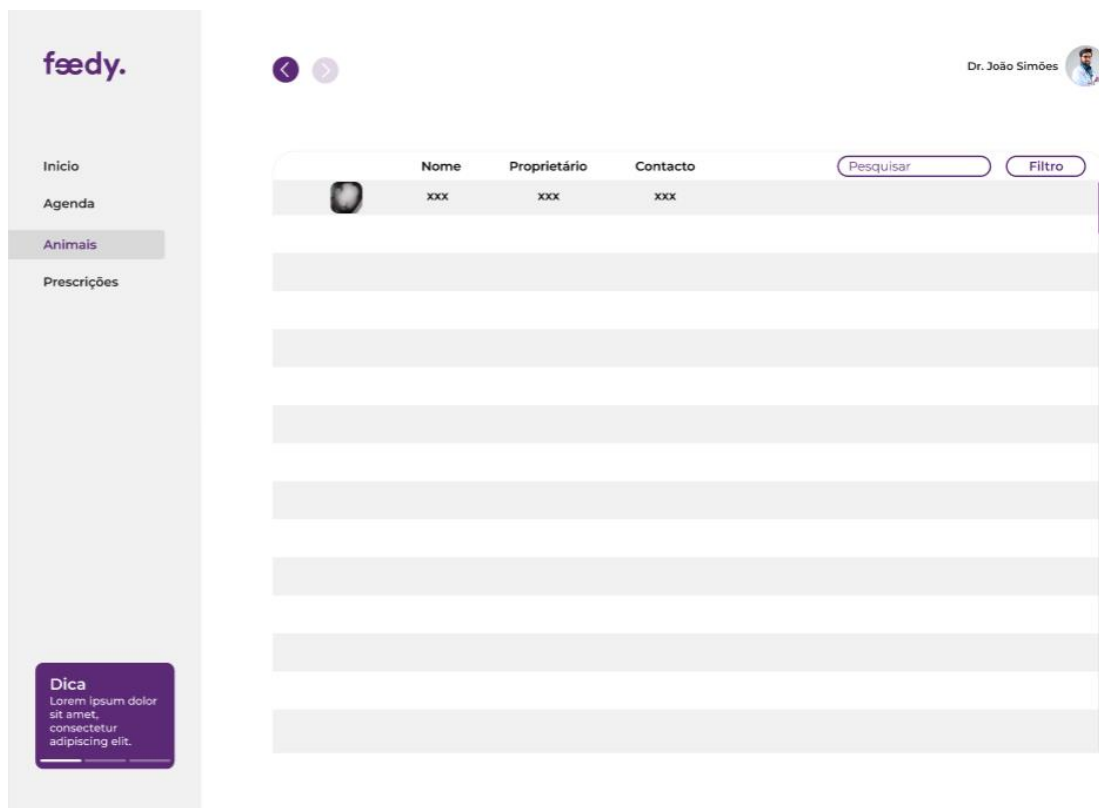 fæedy.
Dr. João Simões
Inicio
Agenda
Animais
Prescrições
Nome Proprietário Contacto Pesquisar Filtro
xxx xxx xxx
Dica
Lorem ipsum dolor
sit amet,
consectetur
adipiscing elit.